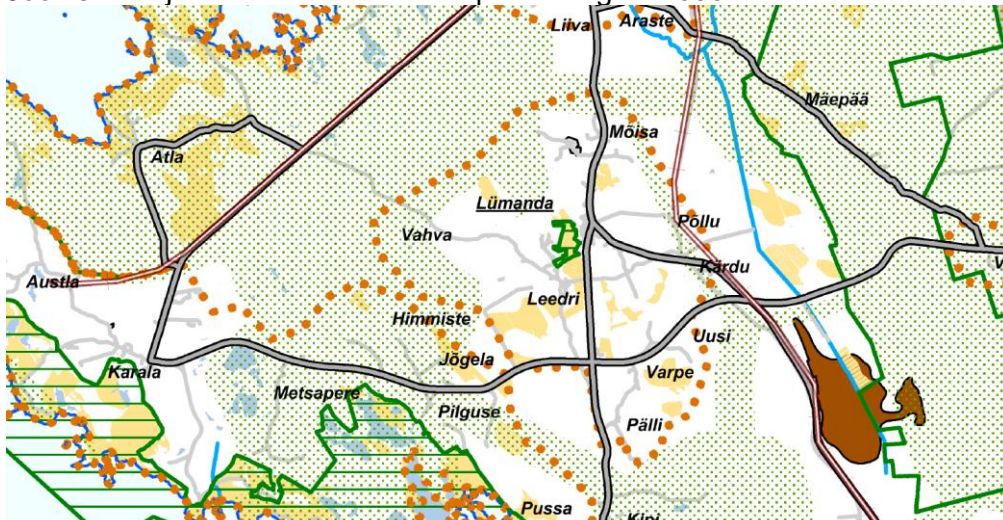 Liiva
Araste
Mäepää
Mõisa
Atla
Lümanda
Põllu
Vahva
Kärdu
Austla
Leedri
Himmiste
Uusi
Jõgela
Karala
Varpe
Metsapere
Pilguse
Pälli
Pussa